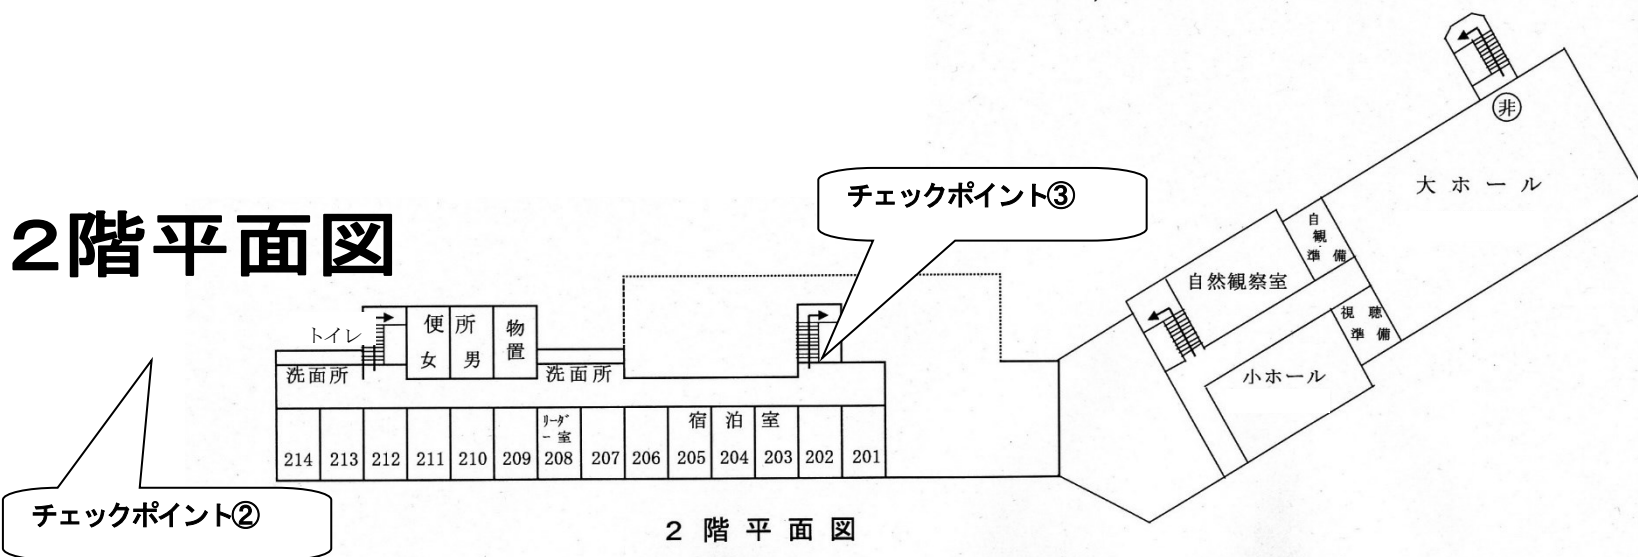 非
チェックポイント③
大ホール
2階平面図
自観準備
自然観察室
視聴準備
トイレ
便所
女 男
物置
洗面所
洗面所
小ホール
リーダー室
宿泊室
214 213 212 211 210 209 208 207 206 205 204 203 202 201
チェックポイント②
2階平面図